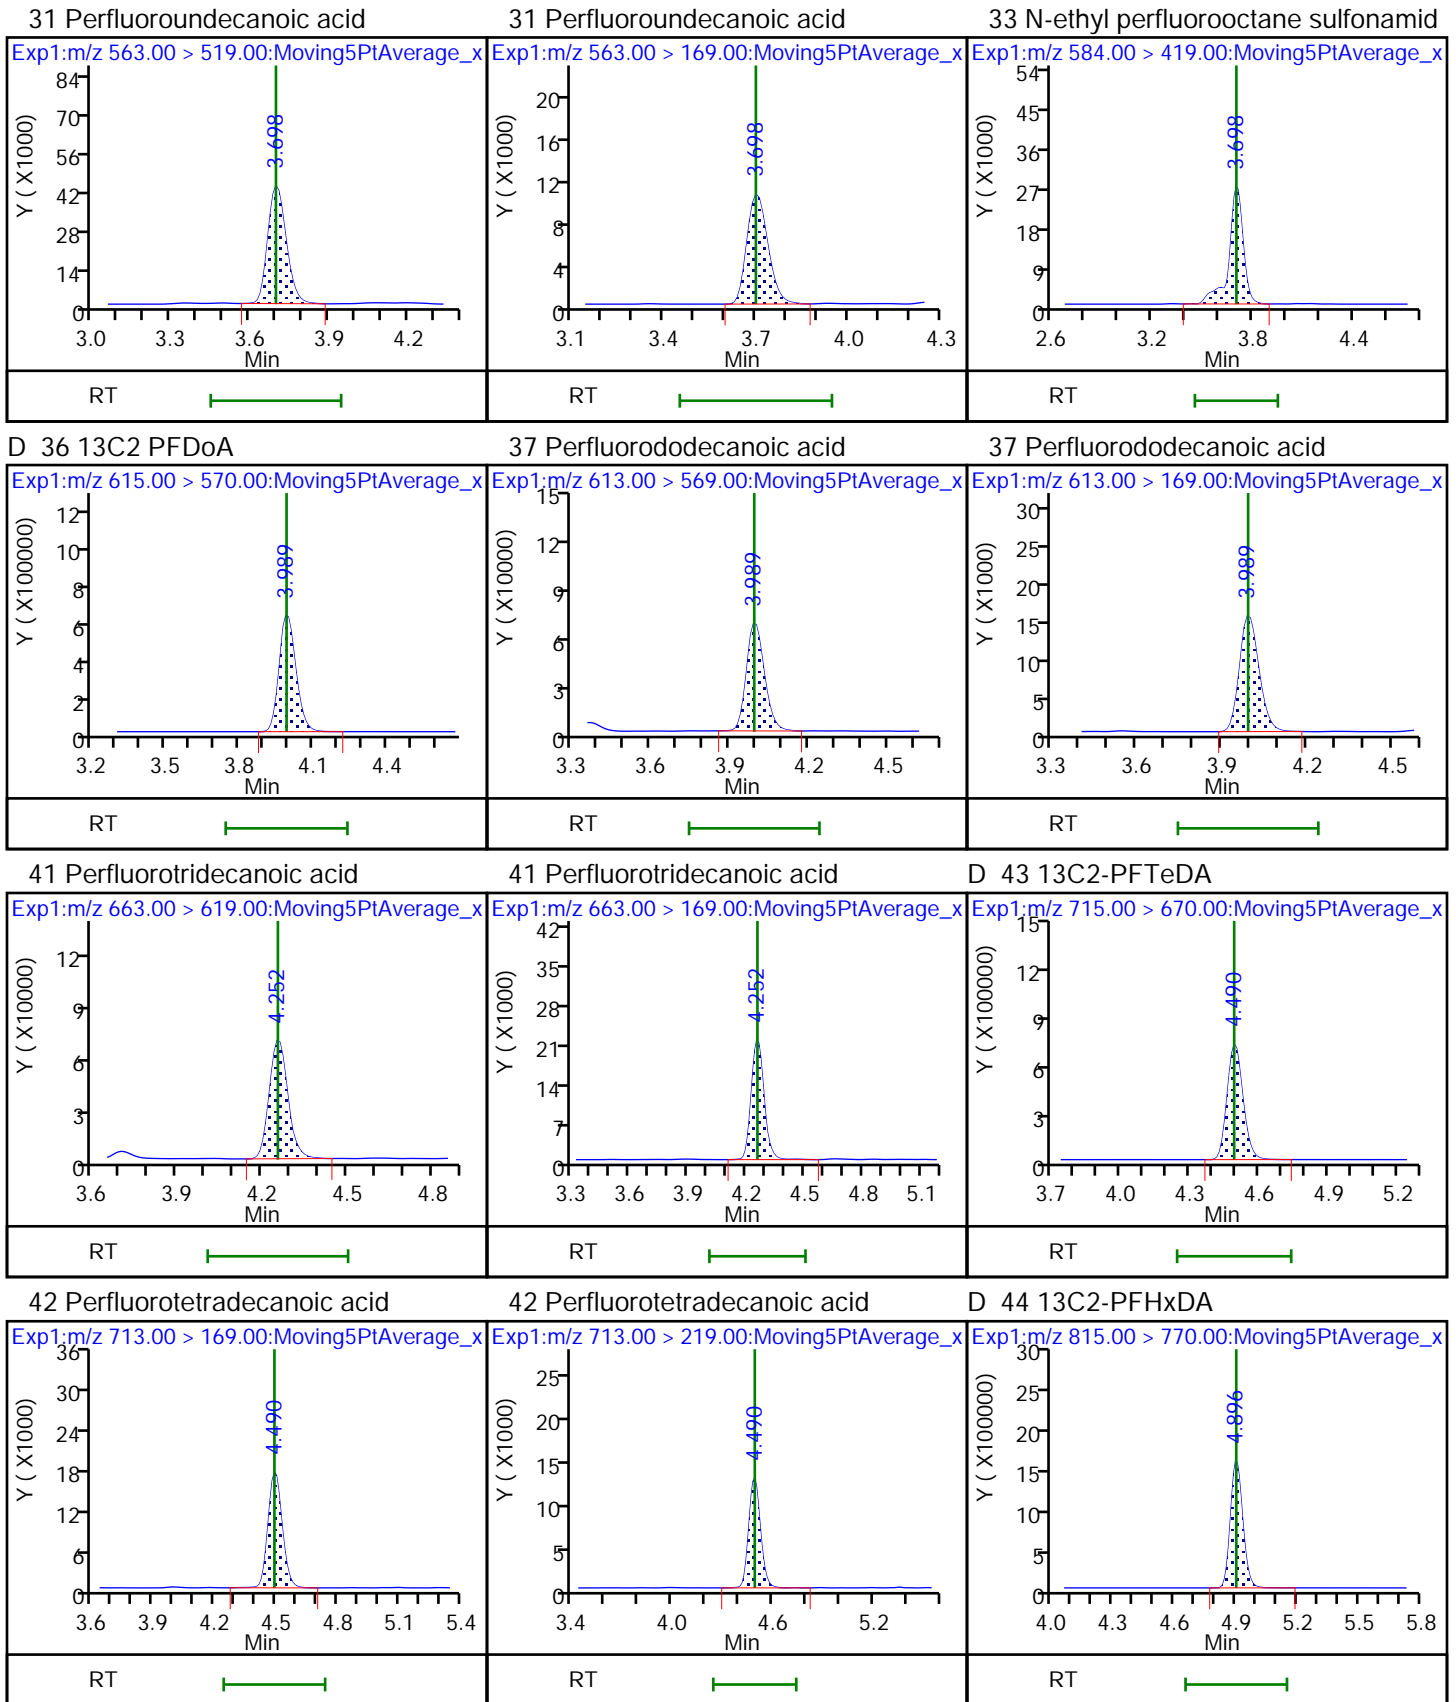 31 Perfluoroundecanoic acid
Exp1:m/z 563.00 > 519.00:Moving5PtAverage_x
Y ( X1000)
84
70
56
42
28
14
0
3.698
3.0 3.3 3.6 3.9 4.2
Min
RT
31 Perfluoroundecanoic acid
Exp1:m/z 563.00 > 169.00:Moving5PtAverage_x
Y ( X1000)
20
16
12
8
4
0
3.698
3.1 3.4 3.7 4.0 4.3
Min
RT
33 N-ethyl perfluorooctane sulfonamid
Exp1:m/z 584.00 > 419.00:Moving5PtAverage_x
Y ( X1000)
54
45
36
27
18
9
0
3.698
2.6 3.2 3.8 4.4
Min
RT
D 36 13C2 PFDoA
Exp1:m/z 615.00 > 570.00:Moving5PtAverage_x
Y ( X100000)
12
10
8
6
4
2
0
3.989
3.2 3.5 3.8 4.1 4.4
Min
RT
37 Perfluorododecanoic acid
Exp1:m/z 613.00 > 569.00:Moving5PtAverage_x
Y ( X10000)
15
12
9
6
3
0
3.989
3.3 3.6 3.9 4.2 4.5
Min
RT
37 Perfluorododecanoic acid
Exp1:m/z 613.00 > 169.00:Moving5PtAverage_x
Y ( X1000)
30
25
20
15
10
5
0
3.989
3.3 3.6 3.9 4.2 4.5
Min
RT
41 Perfluorotridecanoic acid
Exp1:m/z 663.00 > 619.00:Moving5PtAverage_x
Y ( X10000)
12
9
6
3
0
4.252
3.6 3.9 4.2 4.5 4.8
Min
RT
41 Perfluorotridecanoic acid
Exp1:m/z 663.00 > 169.00:Moving5PtAverage_x
Y ( X1000)
42
35
28
21
14
7
0
4.252
3.3 3.6 3.9 4.2 4.5 4.8 5.1
Min
RT
D 43 13C2-PFTeDA
Exp1:m/z 715.00 > 670.00:Moving5PtAverage_x
Y ( X100000)
15
12
9
6
3
0
4.490
3.7 4.0 4.3 4.6 4.9 5.2
Min
RT
42 Perfluorotetradecanoic acid
Exp1:m/z 713.00 > 169.00:Moving5PtAverage_x
Y ( X1000)
36
30
24
18
12
6
0
4.490
3.6 3.9 4.2 4.5 4.8 5.1 5.4
Min
RT
42 Perfluorotetradecanoic acid
Exp1:m/z 713.00 > 219.00:Moving5PtAverage_x
Y ( X1000)
25
20
15
10
5
0
4.490
3.4 4.0 4.6 5.2
Min
RT
D 44 13C2-PFHxDA
Exp1:m/z 815.00 > 770.00:Moving5PtAverage_x
Y ( X100000)
30
25
20
15
10
5
0
4.896
4.0 4.3 4.6 4.9 5.2 5.5 5.8
Min
RT